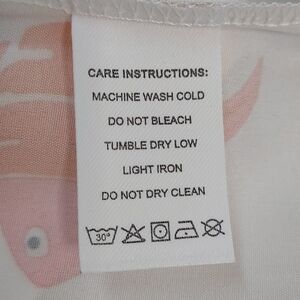 CARE INSTRUCTIONS:
MACHINE WASH COLD
DO NOT BLEACH
TUMBLE DRY LOW
LIGHT IRON
DO NOT DRY CLEAN
30°